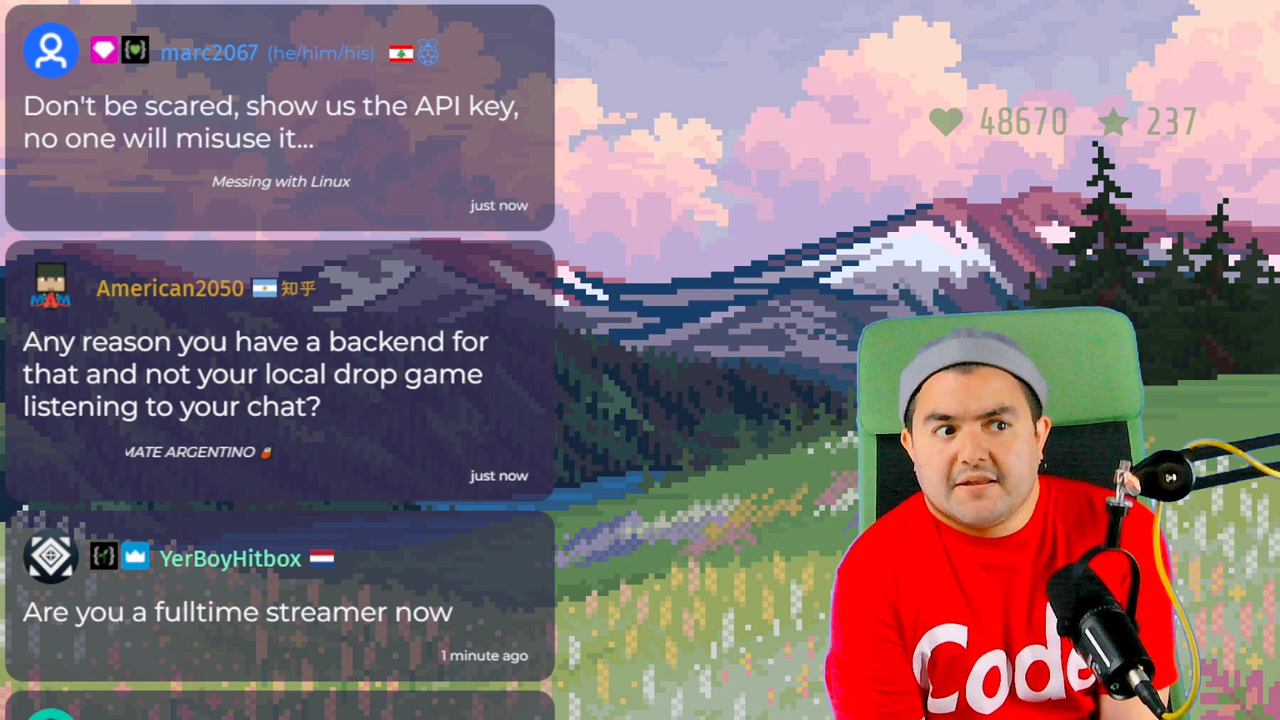 marc2067 (he/him/his)
Don't be scared, show us the API key,
no one will misuse it...
Messing with Linux
just now
48670 237
American2050 知乎
Any reason you have a backend for
that and not your local drop game
listening to your chat?
MATE ARGENTINO
just now
YerBoyHitbox
Are you a fulltime streamer now
1 minute ago
Code